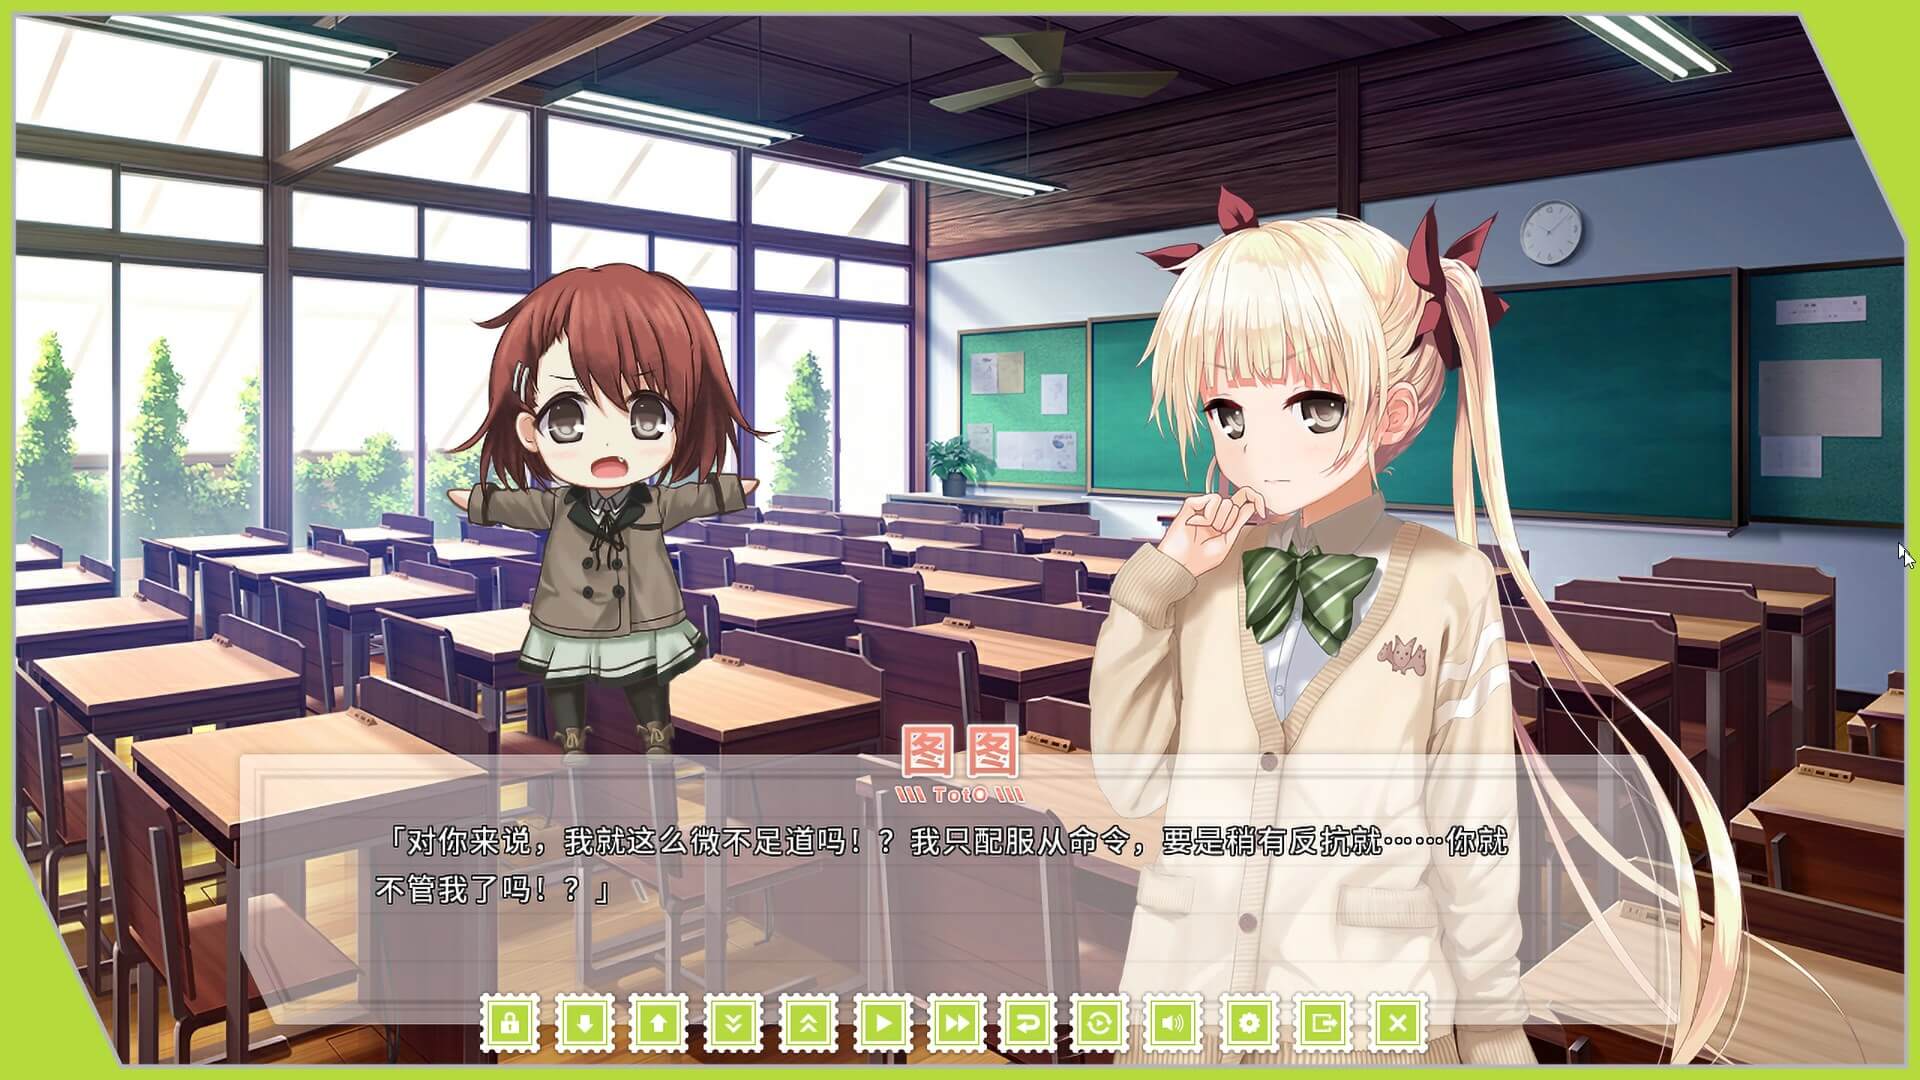 图图
TotO
「对你来说，我就这么微不足道吗！？我只配服从命令，要是稍有反抗就……你就
不管我了吗！？」